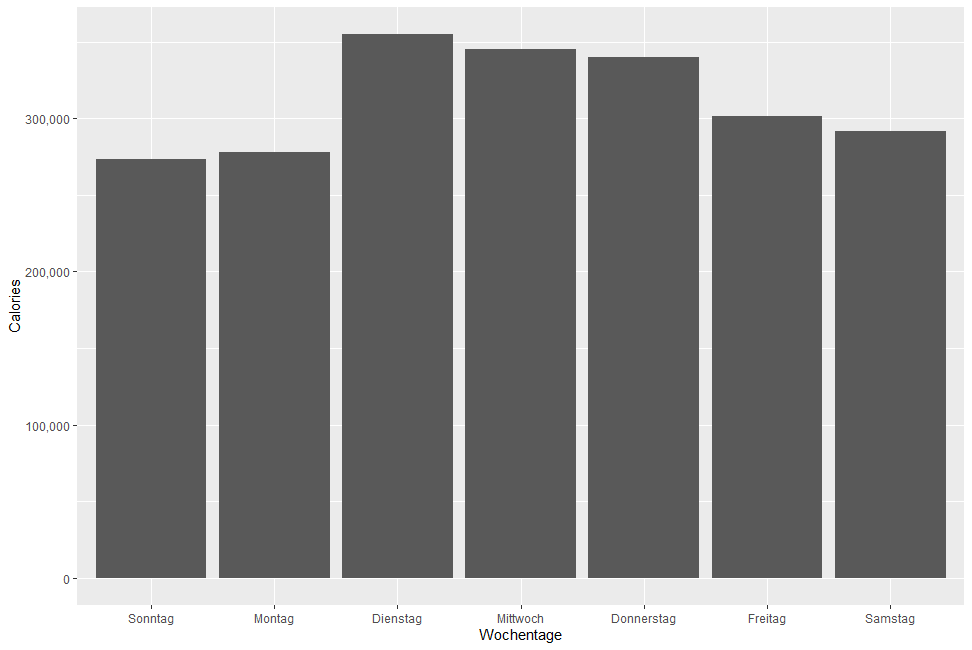 Calories
300,000
200,000
100,000
0
Sonntag Montag Dienstag Mittwoch Donnerstag Freitag Samstag
Wochentage